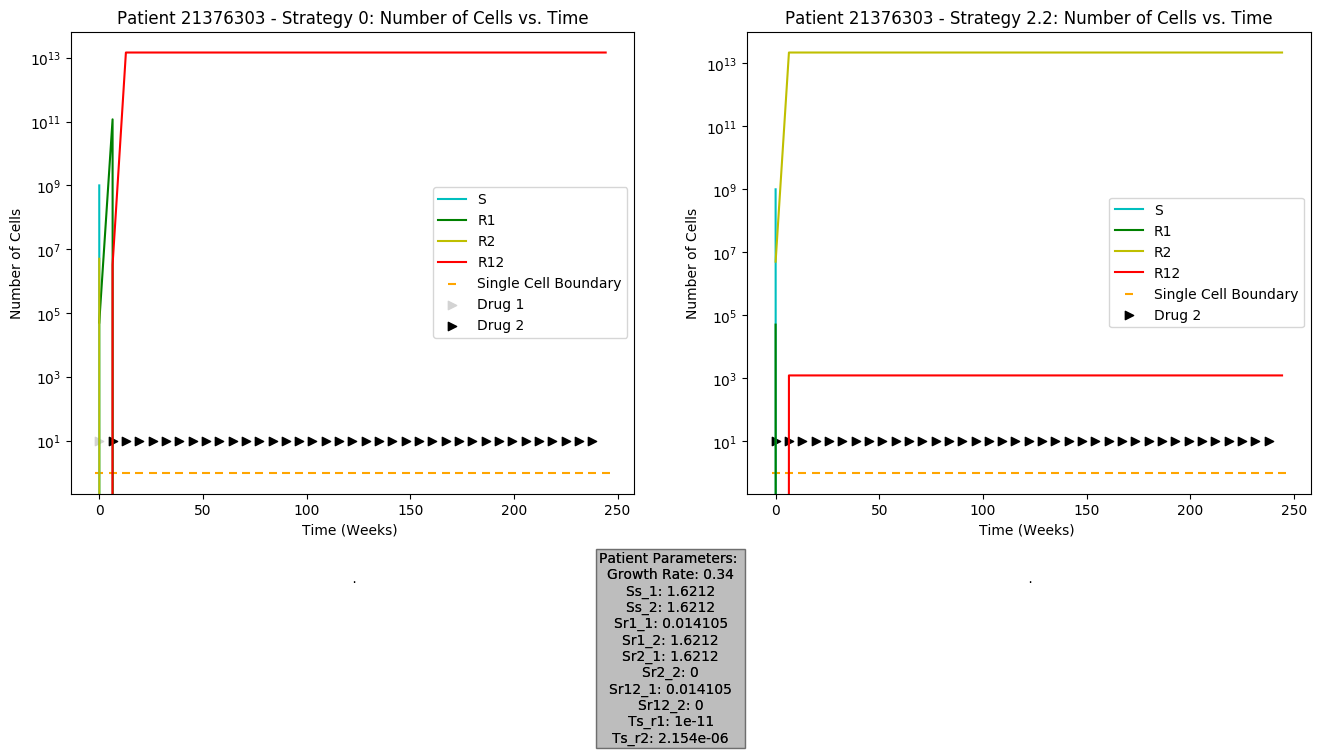 Patient 21376303 - Strategy 0: Number of Cells vs. Time
Number of Cells
10^13
10^11
10^9
10^7
10^5
10^3
10^1
S
R1
R2
R12
Single Cell Boundary
Drug 1
Drug 2
0 50 100 150 200 250
Time (Weeks)
.
Patient 21376303 - Strategy 2.2: Number of Cells vs. Time
Number of Cells
10^13
10^11
10^9
10^7
10^5
10^3
10^1
S
R1
R2
R12
Single Cell Boundary
Drug 2
0 50 100 150 200 250
Time (Weeks)
.
Patient Parameters:
Growth Rate: 0.34
Ss_1: 1.6212
Ss_2: 1.6212
Sr1_1: 0.014105
Sr1_2: 1.6212
Sr2_1: 1.6212
Sr2_2: 0
Sr12_1: 0.014105
Sr12_2: 0
Ts_r1: 1e-11
Ts_r2: 2.154e-06